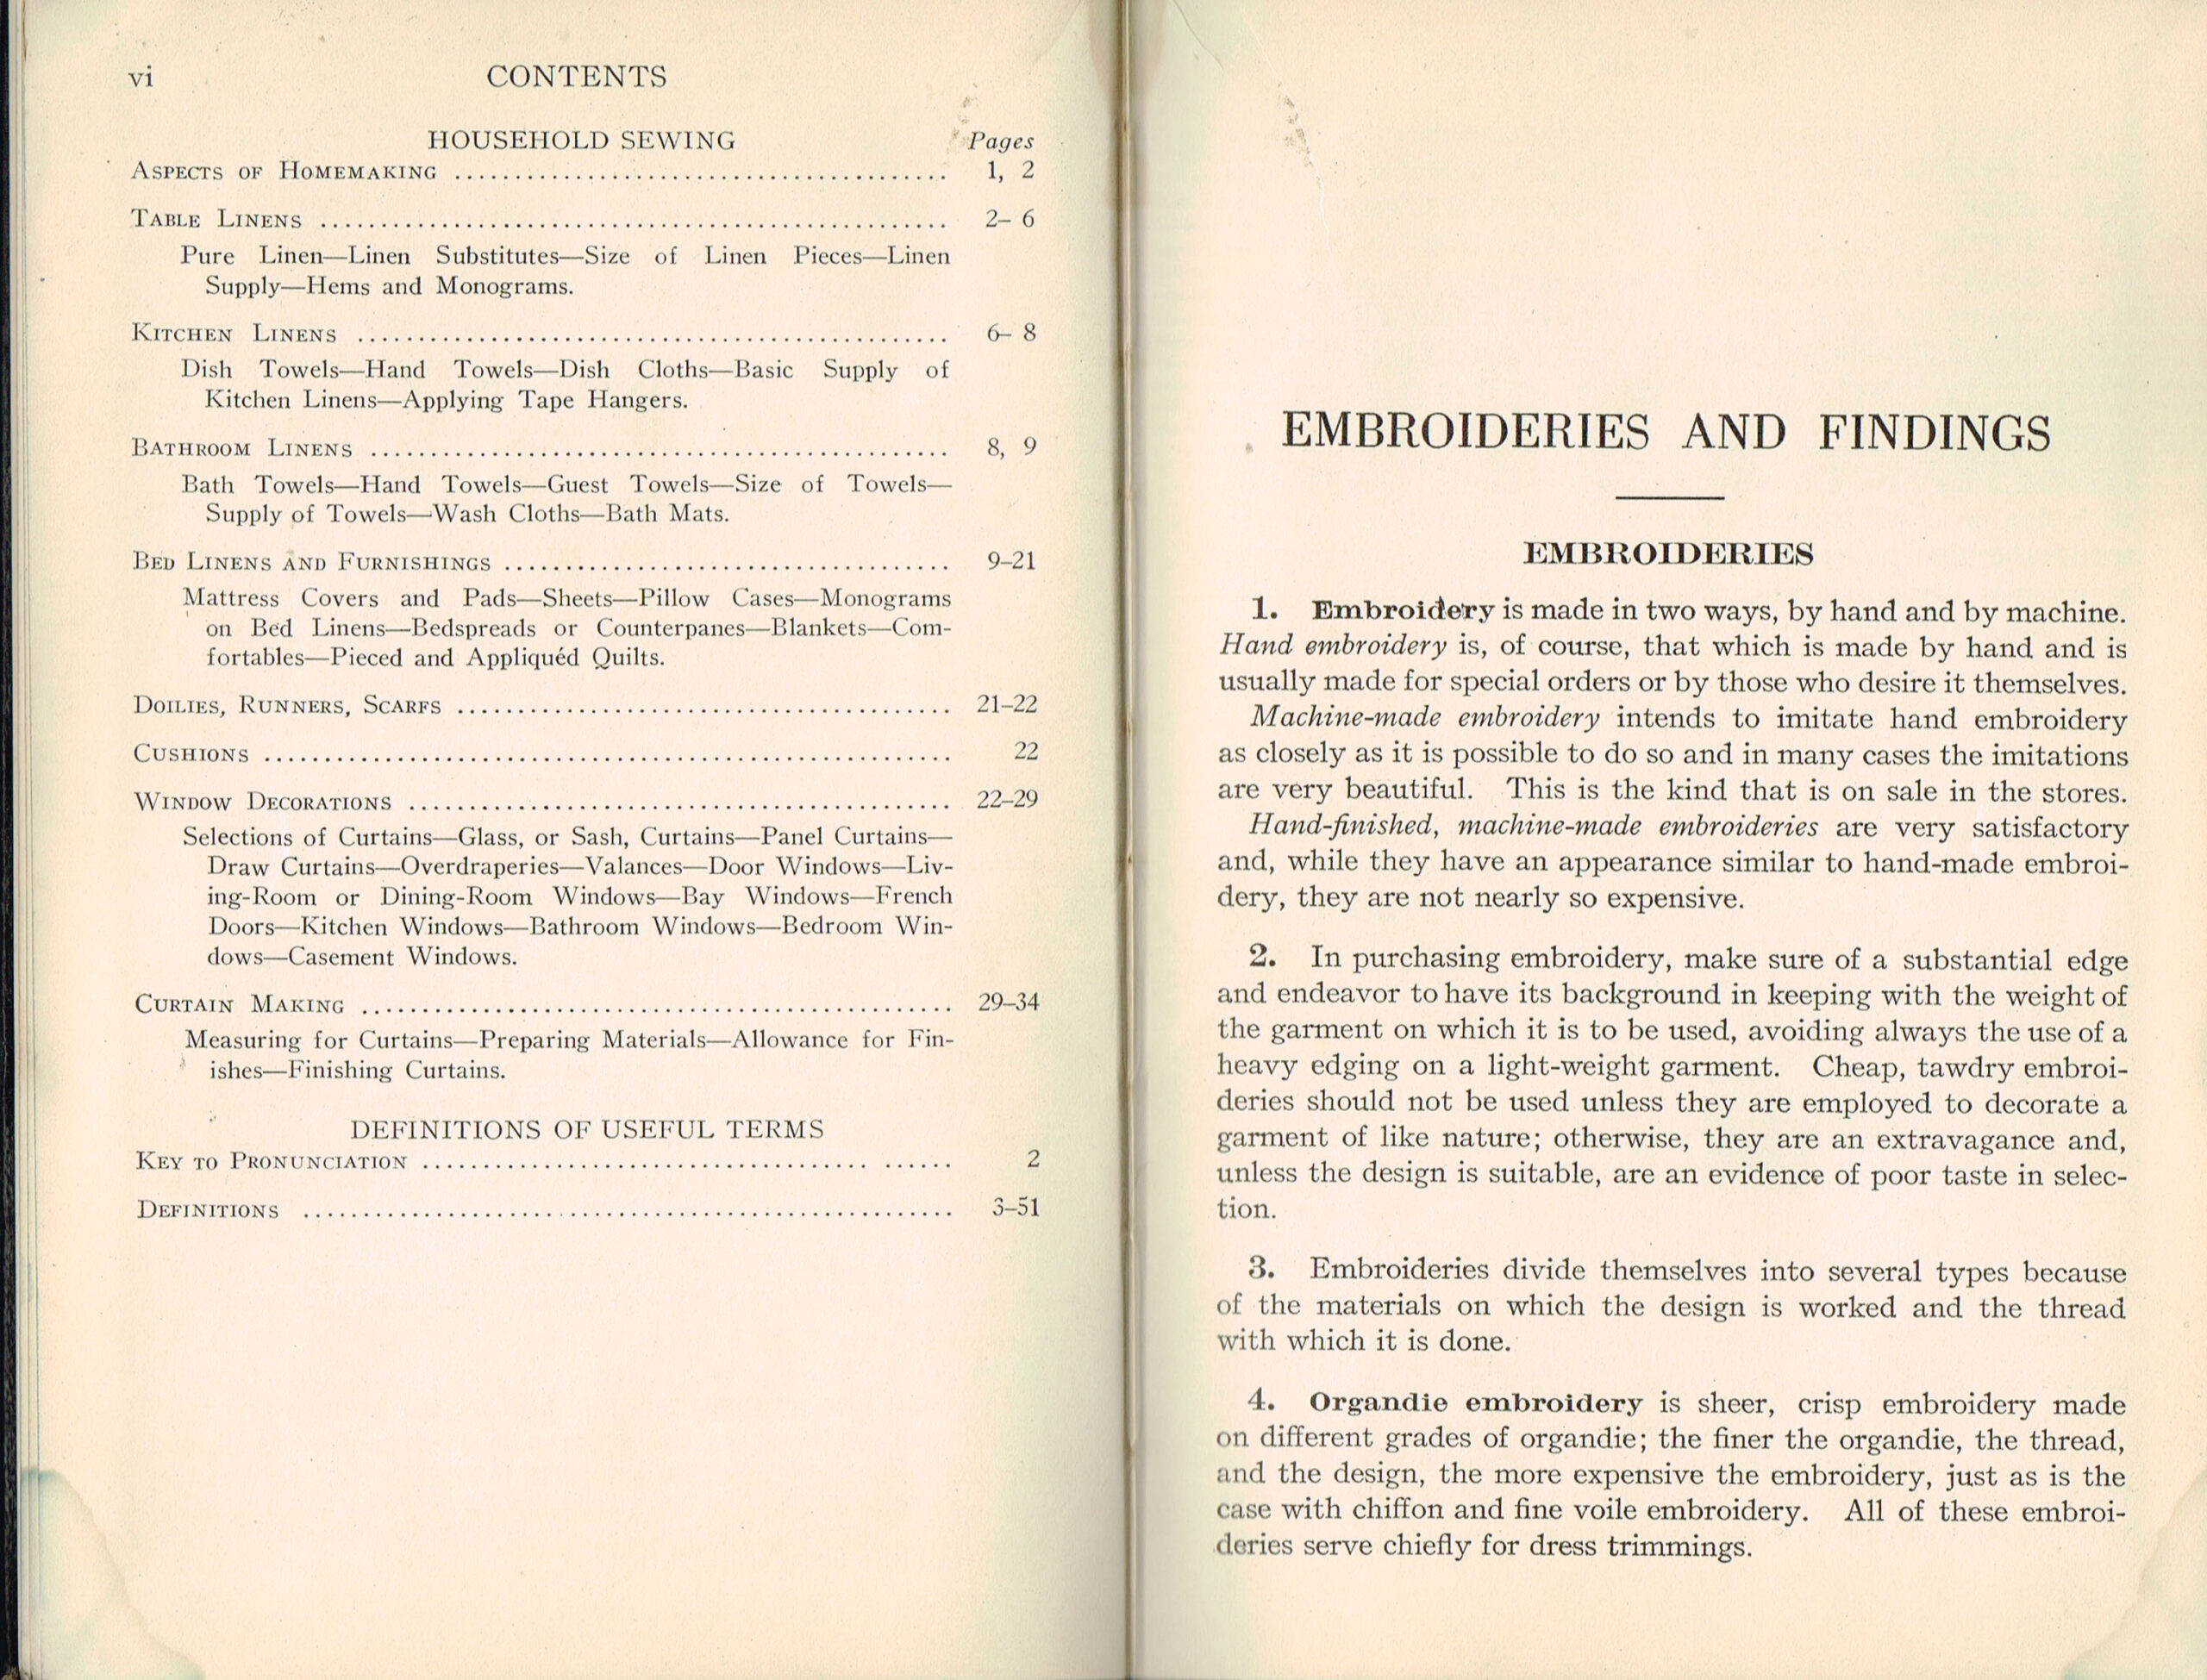 vi CONTENTS
HOUSEHOLD SEWING Pages
ASPECTS OF HOMEMAKING ........................................ 1, 2
TABLE LINENS .................................................... 2– 6
Pure Linen—Linen Substitutes—Size of Linen Pieces—Linen
Supply—Hems and Monograms.
KITCHEN LINENS ................................................. 6– 8
Dish Towels—Hand Towels—Dish Cloths—Basic Supply of
Kitchen Linens—Applying Tape Hangers.
BATHROOM LINENS ................................................ 8, 9
Bath Towels—Hand Towels—Guest Towels—Size of Towels—
Supply of Towels—Wash Cloths—Bath Mats.
BED LINENS AND FURNISHINGS ..................................... 9–21
Mattress Covers and Pads—Sheets—Pillow Cases—Monograms
on Bed Linens—Bedspreads or Counterpanes—Blankets—Com-
fortables—Pieced and Appliquéd Quilts.
DOILIES, RUNNERS, SCARFS ......................................... 21–22
CUSHIONS ......................................................... 22
WINDOW DECORATIONS ............................................. 22–29
Selections of Curtains—Glass, or Sash, Curtains—Panel Curtains—
Draw Curtains—Overdraperies—Valances—Door Windows—Liv-
ing-Room or Dining-Room Windows—Bay Windows—French
Doors—Kitchen Windows—Bathroom Windows—Bedroom Win-
dows—Casement Windows.
CURTAIN MAKING ................................................. 29–34
Measuring for Curtains—Preparing Materials—Allowance for Fin-
ishes—Finishing Curtains.
DEFINITIONS OF USEFUL TERMS
KEY TO PRONUNCIATION ..................................... ...... 2
DEFINITIONS ...................................................... 3–51
EMBROIDERIES AND FINDINGS
EMBROIDERIES
1. Embroidery is made in two ways, by hand and by machine.
Hand embroidery is, of course, that which is made by hand and is
usually made for special orders or by those who desire it themselves.
Machine-made embroidery intends to imitate hand embroidery
as closely as it is possible to do so and in many cases the imitations
are very beautiful. This is the kind that is on sale in the stores.
Hand-finished, machine-made embroideries are very satisfactory
and, while they have an appearance similar to hand-made embroi-
dery, they are not nearly so expensive.
2. In purchasing embroidery, make sure of a substantial edge
and endeavor to have its background in keeping with the weight of
the garment on which it is to be used, avoiding always the use of a
heavy edging on a light-weight garment. Cheap, tawdry embroi-
deries should not be used unless they are employed to decorate a
garment of like nature; otherwise, they are an extravagance and,
unless the design is suitable, are an evidence of poor taste in selec-
tion.
3. Embroideries divide themselves into several types because
of the materials on which the design is worked and the thread
with which it is done.
4. Organdie embroidery is sheer, crisp embroidery made
on different grades of organdie; the finer the organdie, the thread,
and the design, the more expensive the embroidery, just as is the
case with chiffon and fine voile embroidery. All of these embroi-
deries serve chiefly for dress trimmings.